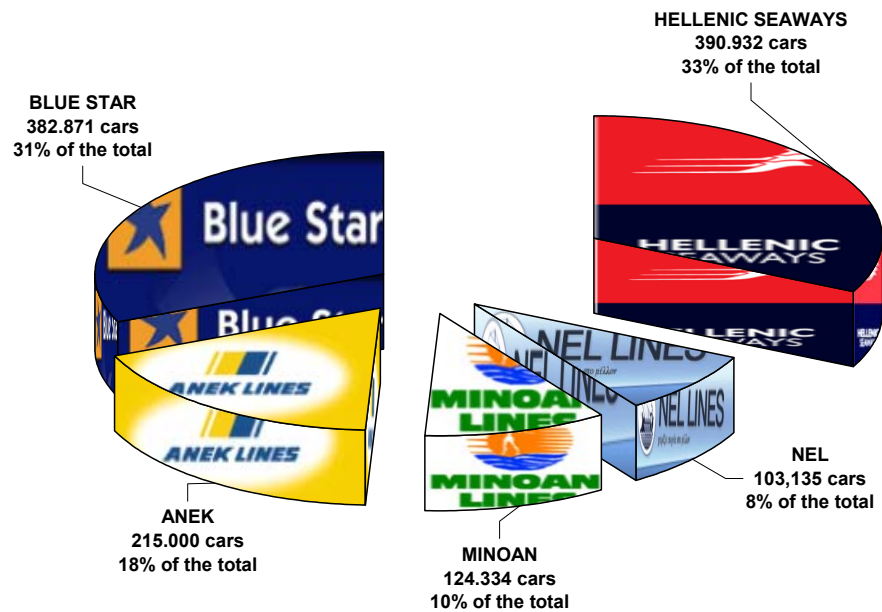 HELLENIC SEAWAYS
390.932 cars
33% of the total
BLUE STAR
382.871 cars
31% of the total
Blue Star
HELLENIC
SEAWAYS
Blue Star
HELLENIC
SEAWAYS
HELLENIC
NEL LINES
NEL LINES
στο μέλλον
ANEK LINES
MINOAN
LINES
NEL LINES
ANEK LINES
MINOAN
LINES
NEL
103,135 cars
8% of the total
ANEK
215.000 cars
18% of the total
MINOAN
124.334 cars
10% of the total